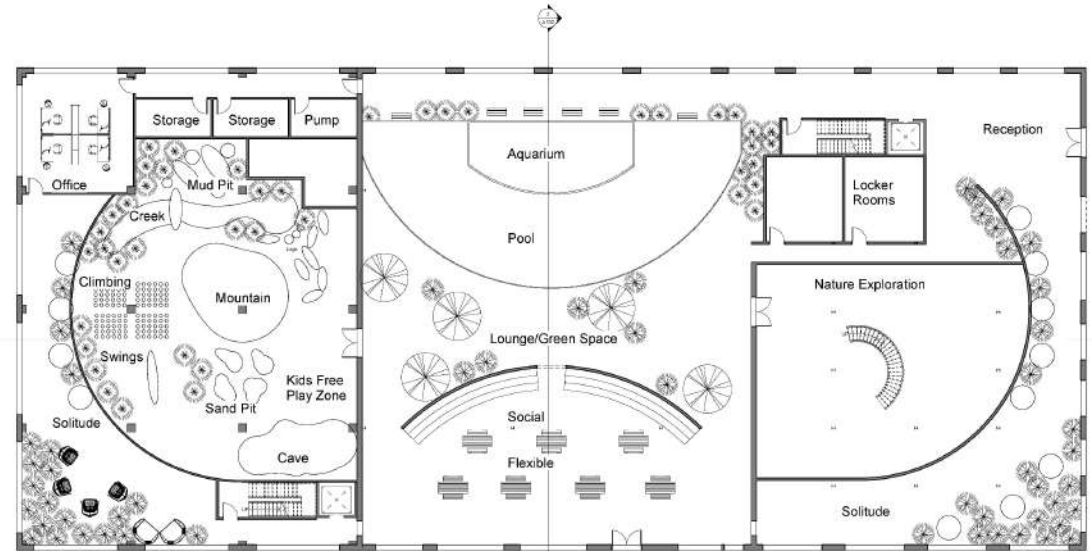 Storage
Storage
Pump
Reception
Aquarium
Office
Mud Pit
Locker
Rooms
Creek
Pool
Climbing
Nature Exploration
Mountain
Lounge/Green Space
Swings
Kids Free
Play Zone
Sand Pit
Social
Solitude
Cave
Flexible
Solitude